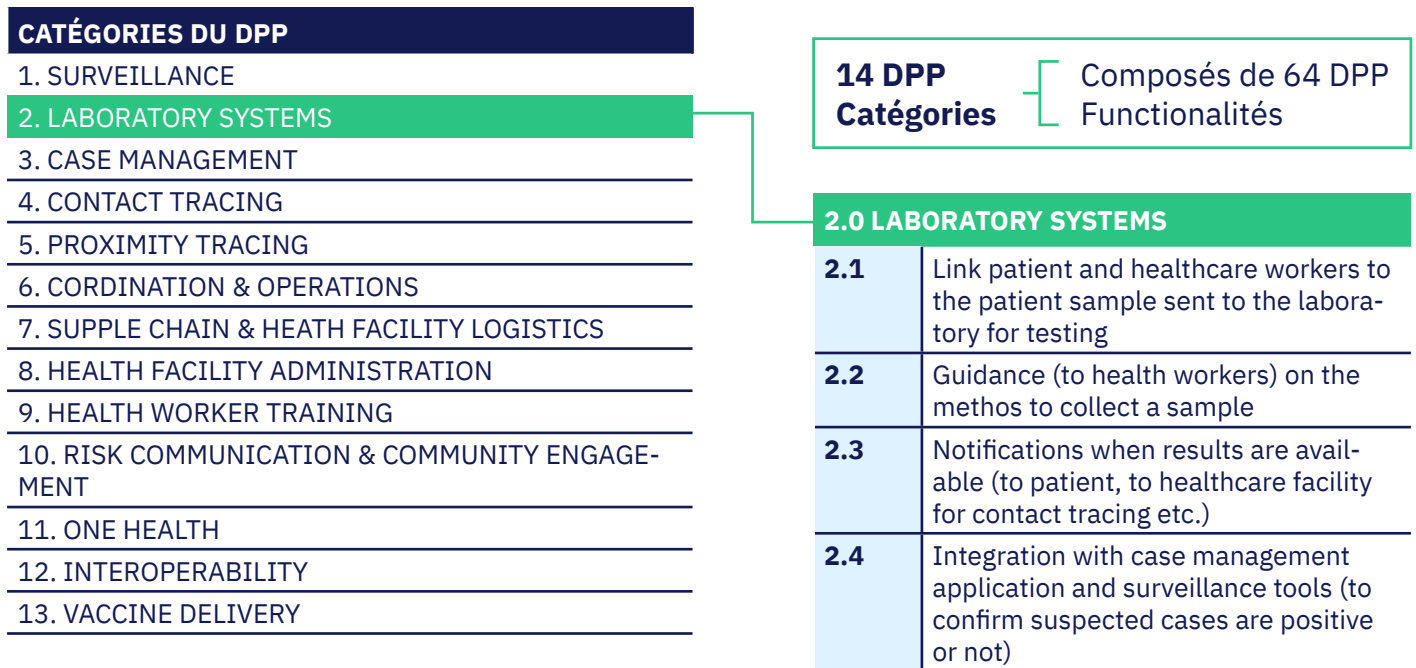 CATÉGORIES DU DPP
1. SURVEILLANCE
2. LABORATORY SYSTEMS
3. CASE MANAGEMENT
4. CONTACT TRACING
5. PROXIMITY TRACING
6. CORDINATION & OPERATIONS
7. SUPPLE CHAIN & HEATH FACILITY LOGISTICS
8. HEALTH FACILITY ADMINISTRATION
9. HEALTH WORKER TRAINING
10. RISK COMMUNICATION & COMMUNITY ENGAGE-
MENT
11. ONE HEALTH
12. INTEROPERABILITY
13. VACCINE DELIVERY
14 DPP
Catégories
Composés de 64 DPP
Functionalités
2.0 LABORATORY SYSTEMS
2.1 Link patient and healthcare workers to
the patient sample sent to the labora-
tory for testing
2.2 Guidance (to health workers) on the
methos to collect a sample
2.3 Notifications when results are avail-
able (to patient, to healthcare facility
for contact tracing etc.)
2.4 Integration with case management
application and surveillance tools (to
confirm suspected cases are positive
or not)